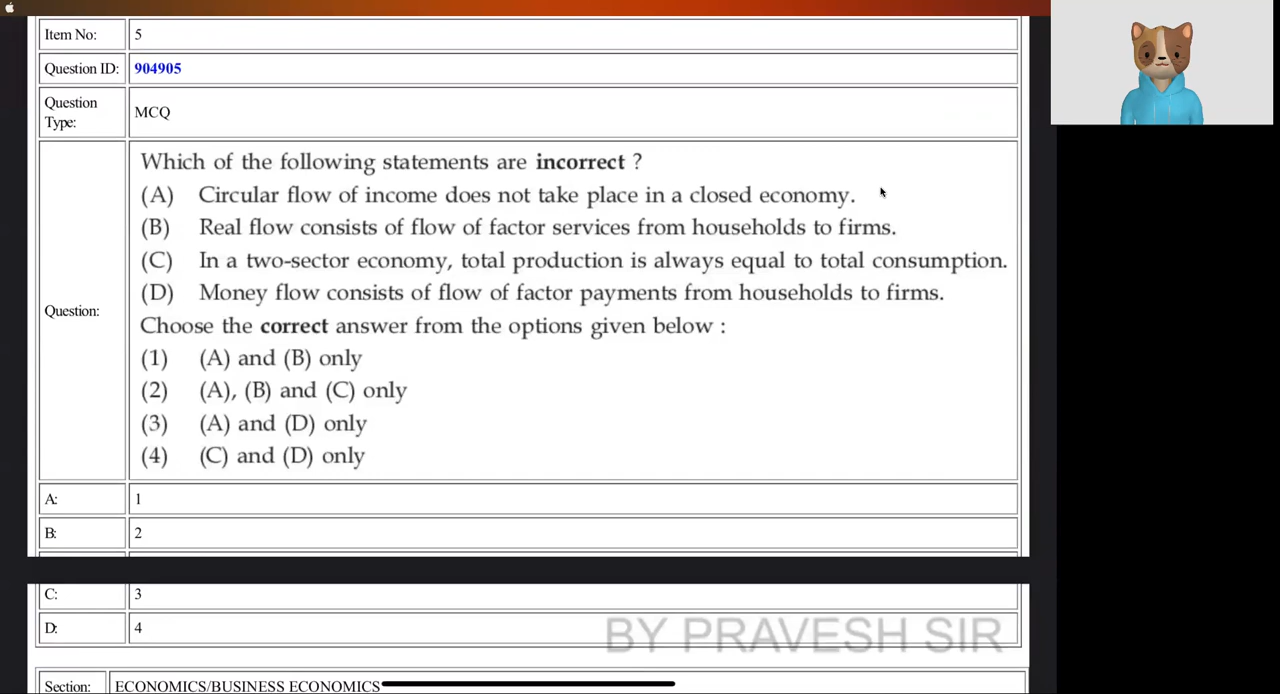 Item No: 5
Question ID: 904905
Question Type: MCQ
Question:
Which of the following statements are incorrect ?
(A) Circular flow of income does not take place in a closed economy.
(B) Real flow consists of flow of factor services from households to firms.
(C) In a two-sector economy, total production is always equal to total consumption.
(D) Money flow consists of flow of factor payments from households to firms.
Choose the correct answer from the options given below :
(1) (A) and (B) only
(2) (A), (B) and (C) only
(3) (A) and (D) only
(4) (C) and (D) only
A: 1
B: 2
C: 3
D: 4
BY PRAVESH SIR
Section: ECONOMICS/BUSINESS ECONOMICS